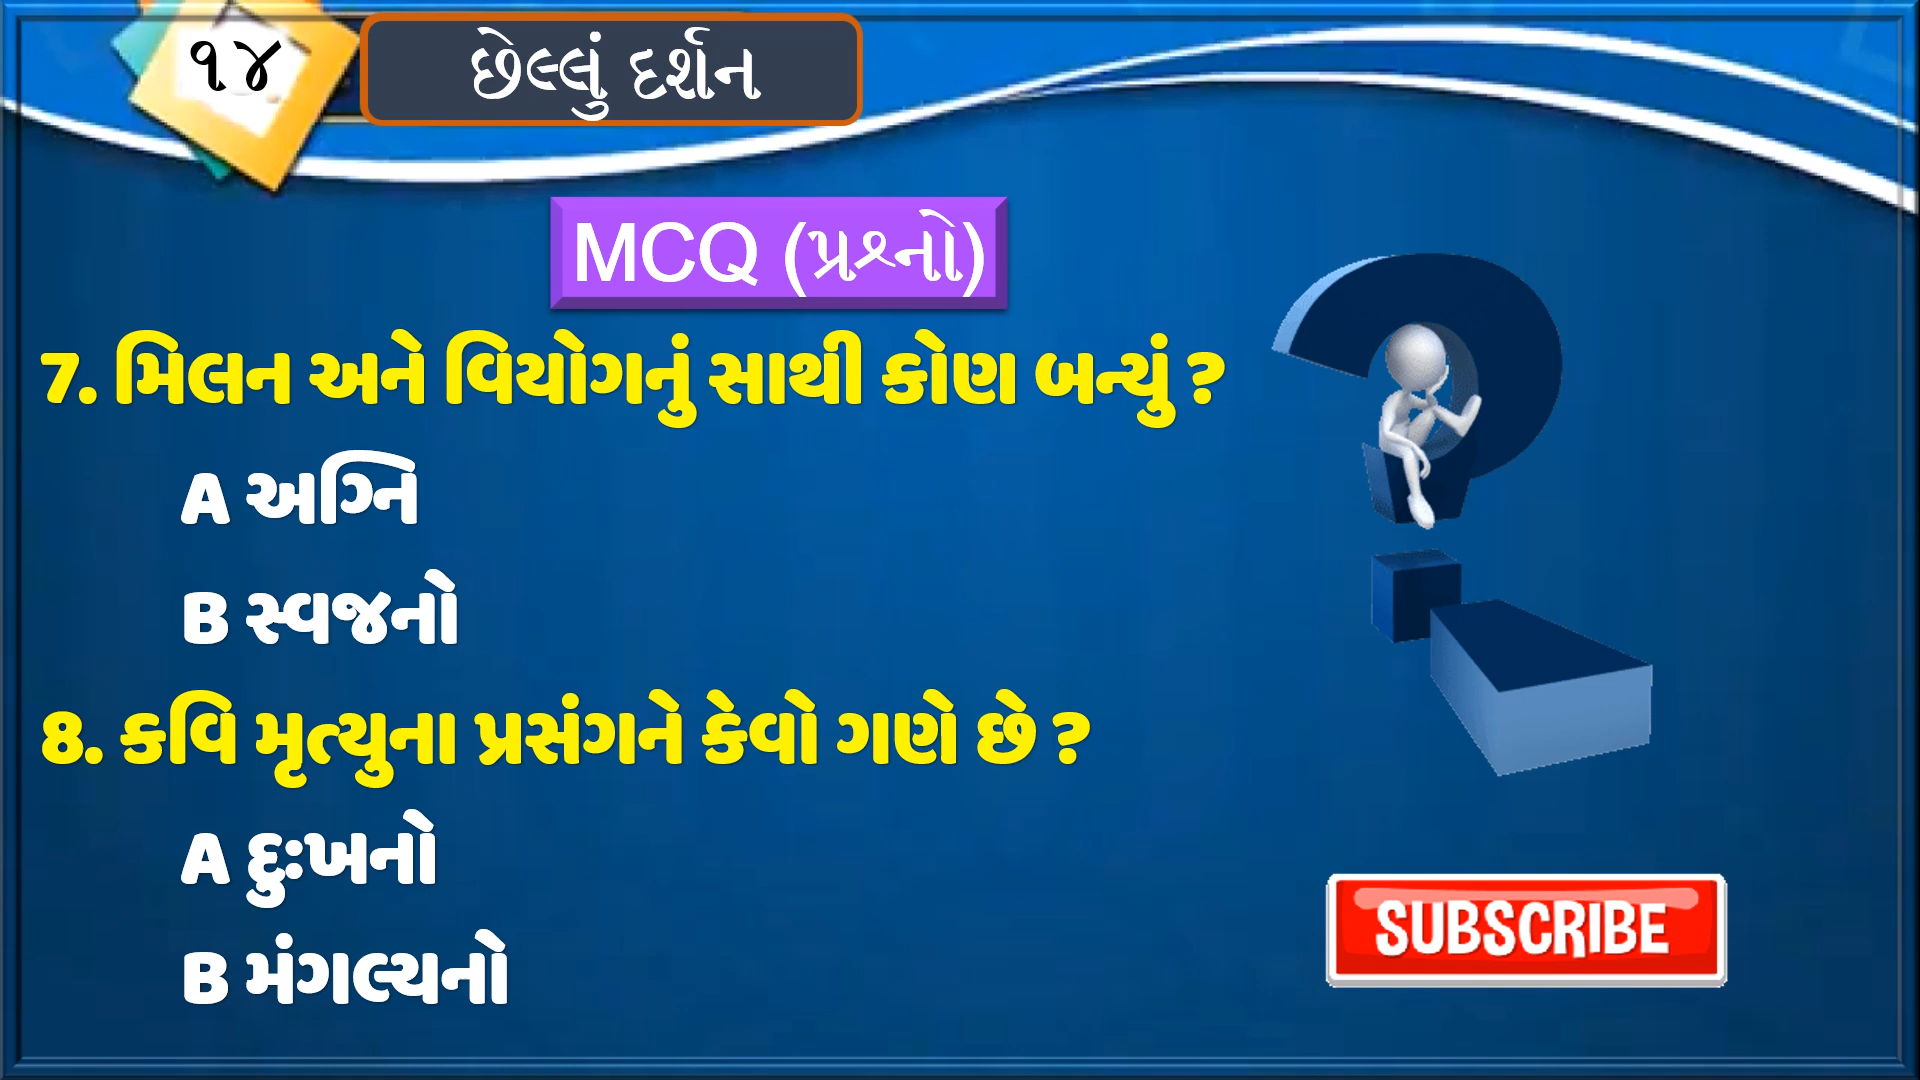 ૧૪
છેલ્લું દર્શન
MCQ (પ્રશ્નો)
7. મિલન અને વિયોગનું સાથી કોણ બન્યું ?
A અગ્નિ
B સ્વજનો
8. કવિ મૃત્યુના પ્રસંગને કેવો ગણે છે ?
A દુઃખનો
B મંગલ્યનો
SUBSCRIBE